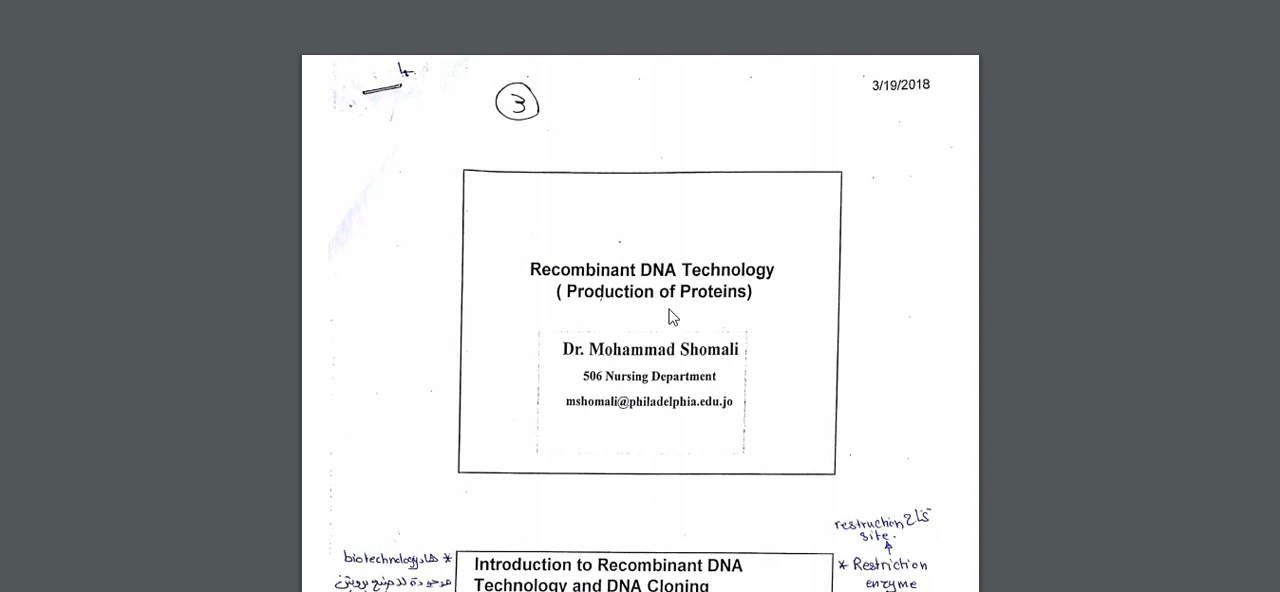 3/19/2018
3
Recombinant DNA Technology
( Production of Proteins)
Dr. Mohammad Shomali
506 Nursing Department
mshomali@philadelphia.edu.jo
restruction
site.
biotechnology *
Introduction to Recombinant DNA
* Restriction
Technology and DNA Cloning
enzyme